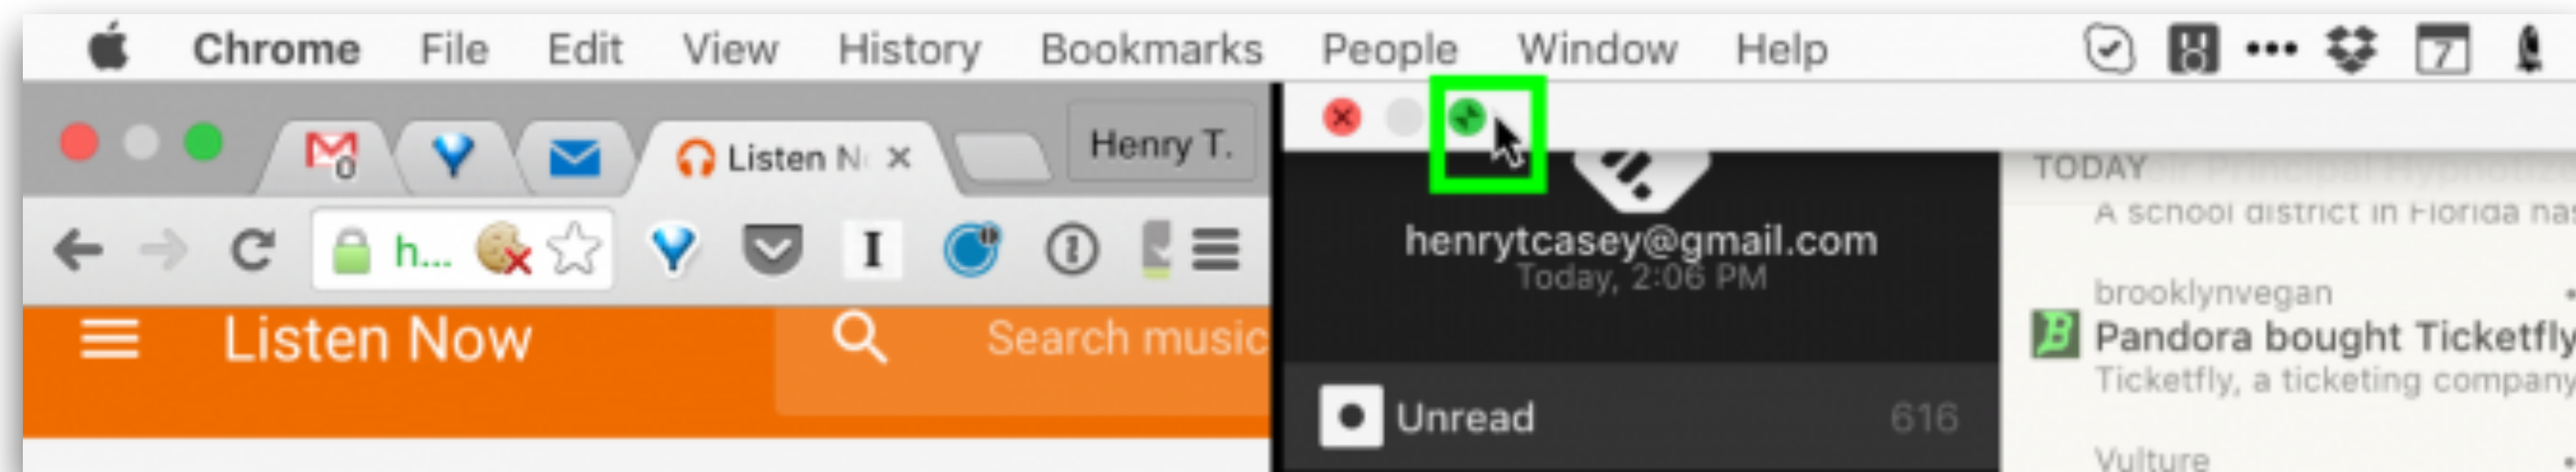 Chrome File Edit View History Bookmarks People Window Help 7
0 Listen N × Henry T.
h... I
Listen Now
Search music
henrytcasey@gmail.com
Today, 2:06 PM
Unread 616
TODAY
A school district in Florida has
brooklynvegan
B Pandora bought Ticketfly
Ticketfly, a ticketing company
Vulture